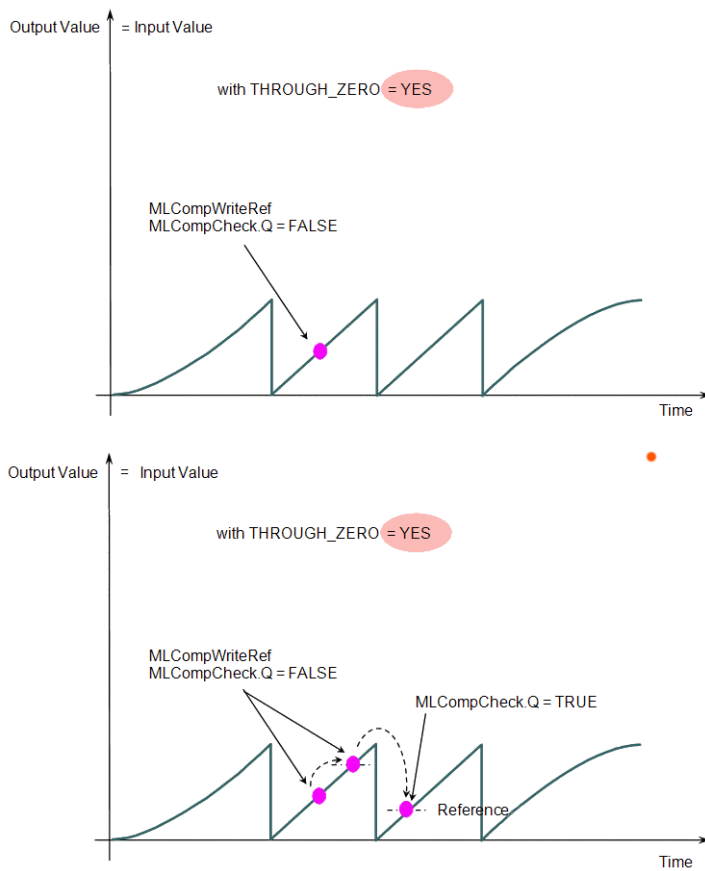 Output Value = Input Value
with THROUGH_ZERO = YES
MLCompWriteRef
MLCompCheck.Q = FALSE
Time
Output Value = Input Value
with THROUGH_ZERO = YES
MLCompWriteRef
MLCompCheck.Q = FALSE
MLCompCheck.Q = TRUE
Reference
Time